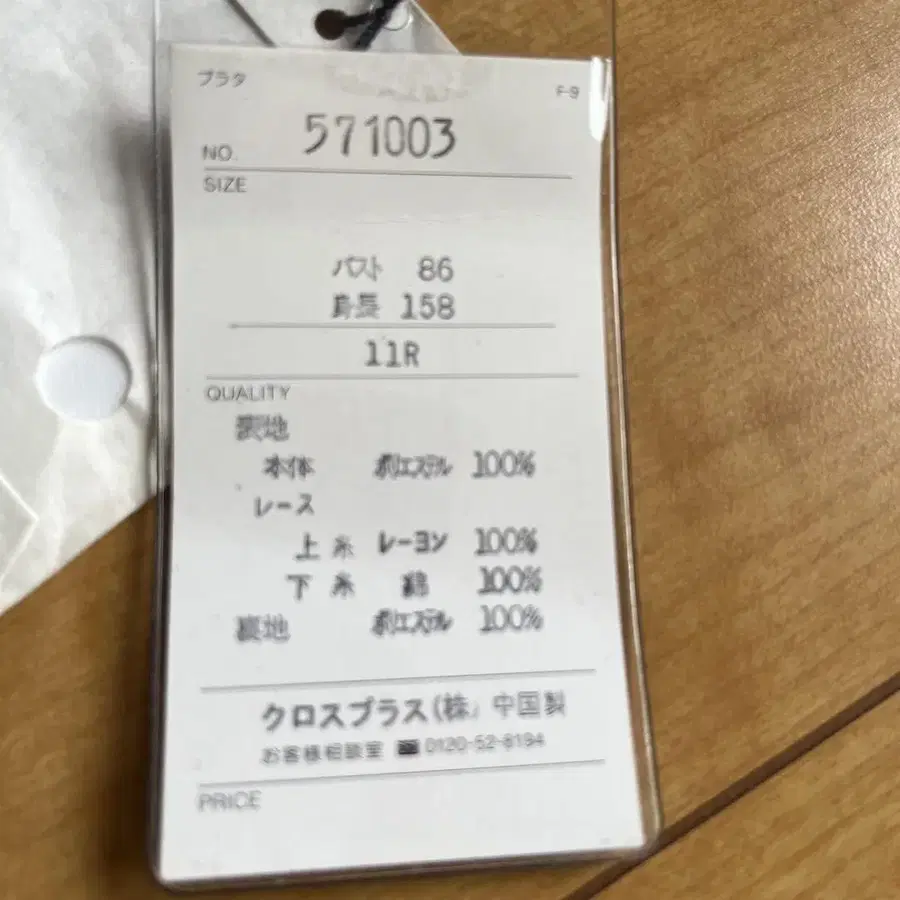 プラタ
F-9
NO. 571003
SIZE
バスト 86
身長 158
11R
QUALITY
表地
本体 ポリエステル 100%
レース
上糸 レーヨン 100%
下糸 綿 100%
裏地 ポリエステル 100%
クロスプラス(株) 中国製
お客様相談室 ☎ 0120-52-8194
PRICE